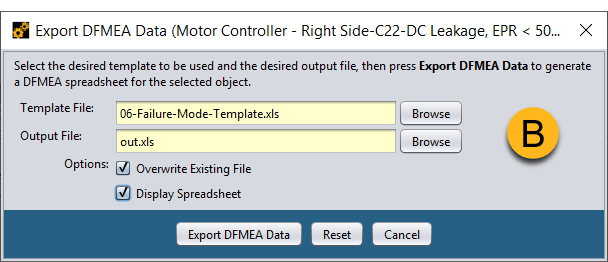 Export DFMEA Data (Motor Controller - Right Side-C22-DC Leakage, EPR < 50...
Select the desired template to be used and the desired output file, then press Export DFMEA Data to generate
a DFMEA spreadsheet for the selected object.
Template File: 06-Failure-Mode-Template.xls Browse
Output File: out.xls Browse
Options: Overwrite Existing File
Display Spreadsheet
B
Export DFMEA Data Reset Cancel